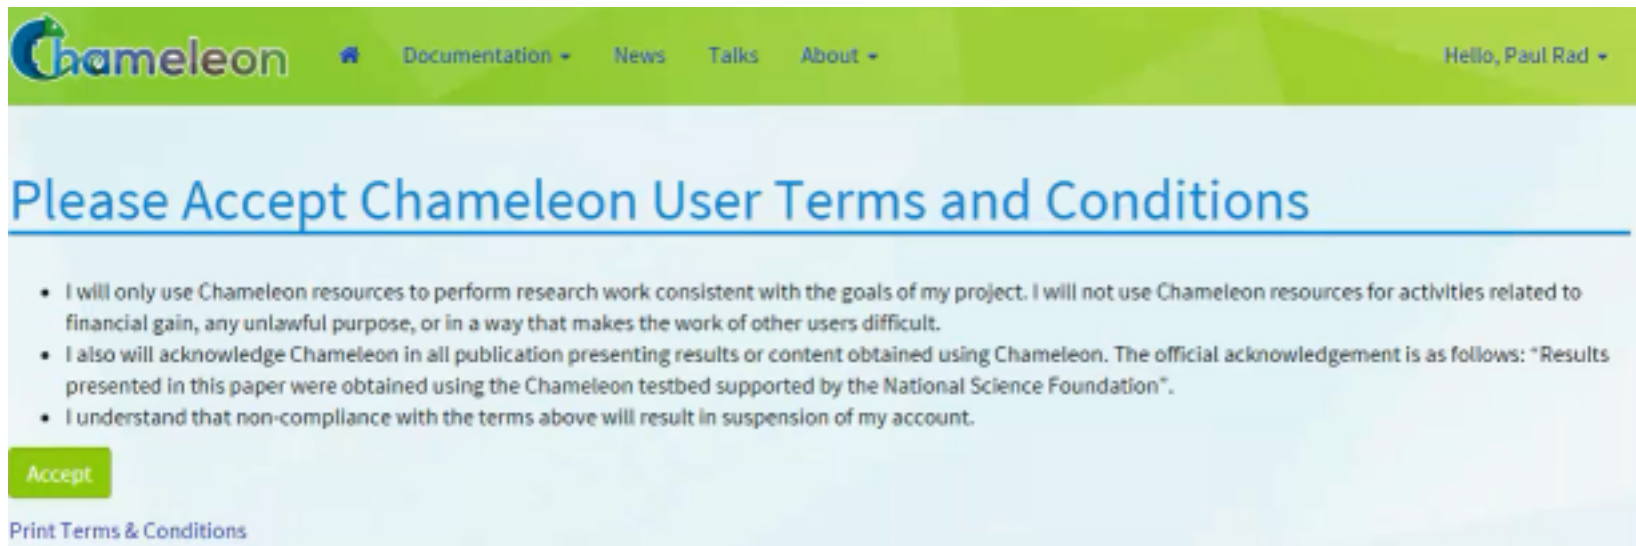 Chameleon Documentation News Talks About Hello, Paul Rad
Please Accept Chameleon User Terms and Conditions
• I will only use Chameleon resources to perform research work consistent with the goals of my project. I will not use Chameleon resources for activities related to
financial gain, any unlawful purpose, or in a way that makes the work of other users difficult.
• I also will acknowledge Chameleon in all publication presenting results or content obtained using Chameleon. The official acknowledgement is as follows: "Results
presented in this paper were obtained using the Chameleon testbed supported by the National Science Foundation".
• I understand that non-compliance with the terms above will result in suspension of my account.
Accept
Print Terms & Conditions